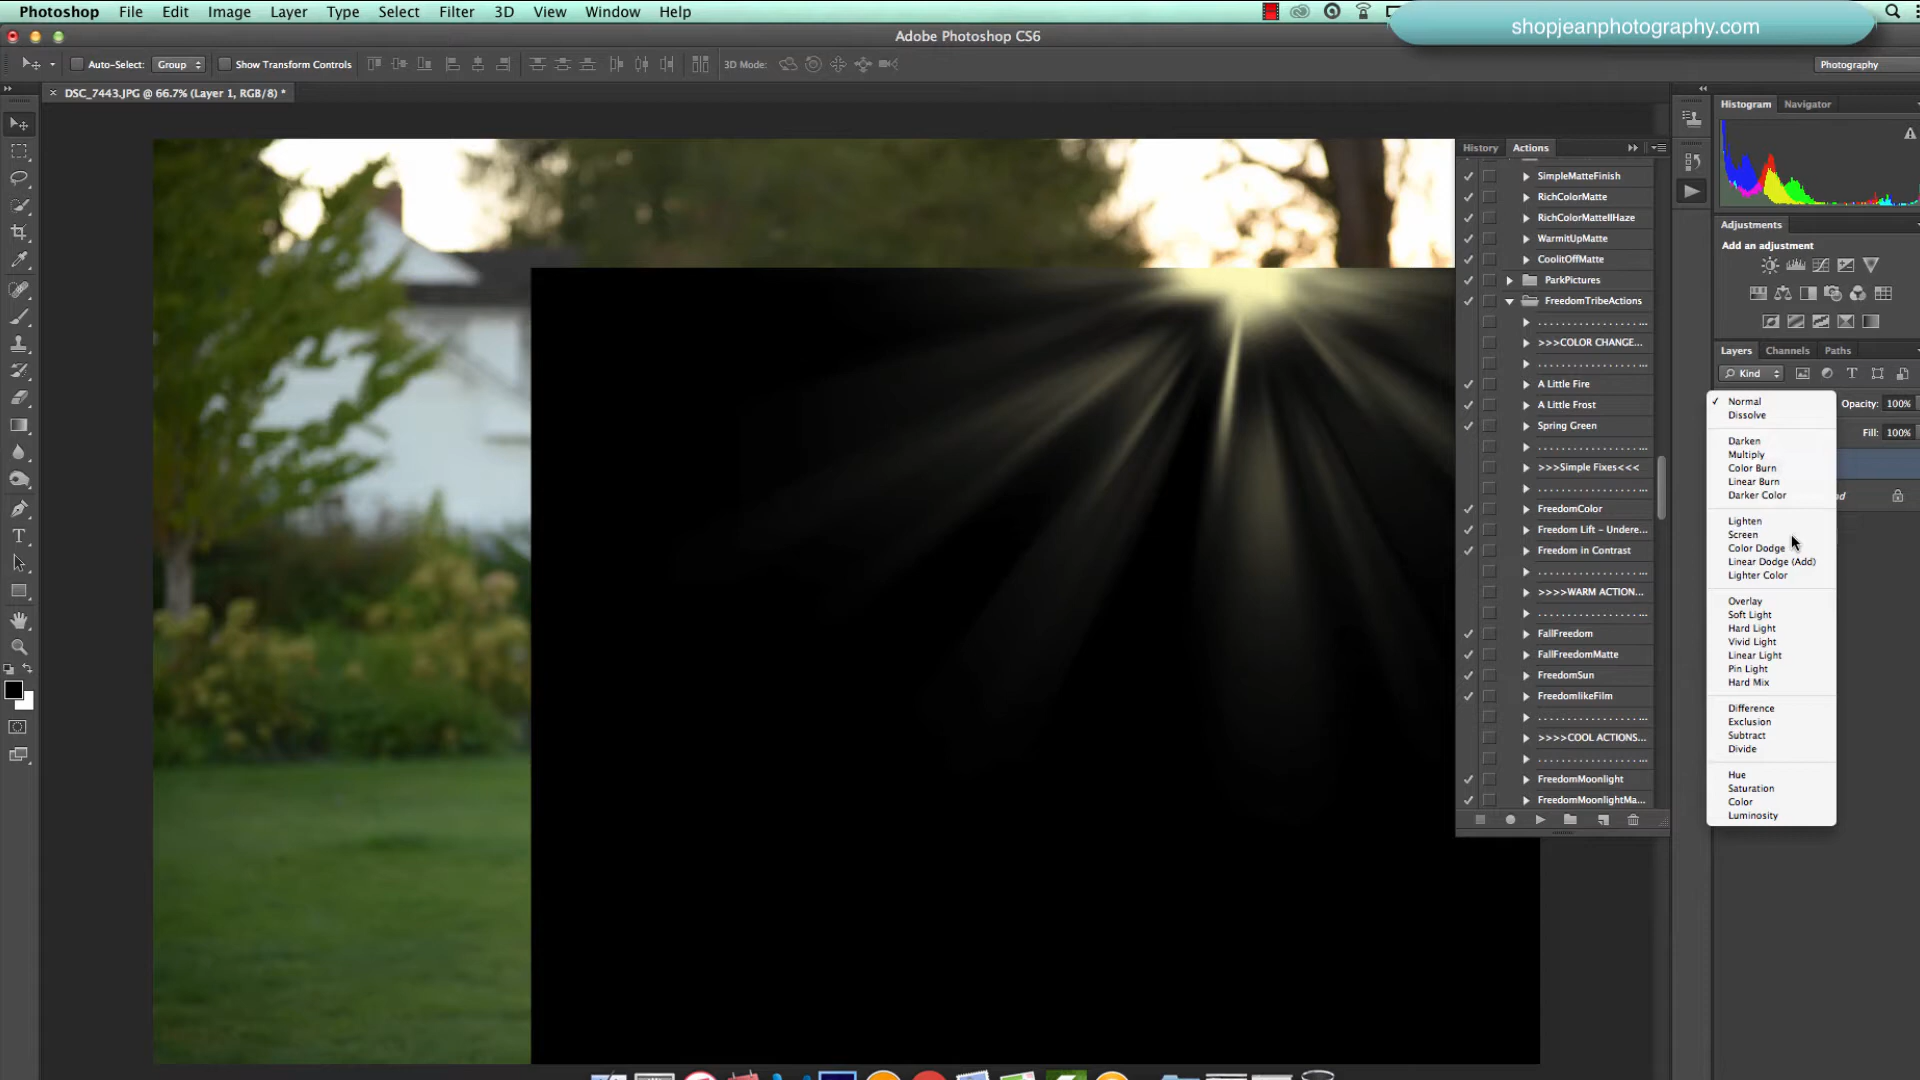 Photoshop File Edit Image Layer Type Select Filter 3D View Window Help
shopjeanphotography.com
Adobe Photoshop CS6
Auto-Select: Group Show Transform Controls 3D Mode: Photography
DSC_7443.JPG @ 66.7% (Layer 1, RGB/8) *
Histogram Navigator
History Actions
SimpleMatteFinish
RichColorMatte
RichColorMatteIIHaze
WarmitUpMatte
CoolitOffMatte
ParkPictures
FreedomTribeActions
. . . . . . . . . . . . . . . . . ...
>>>COLOR CHANGE...
. . . . . . . . . . . . . . . . . ...
A Little Fire
A Little Frost
Spring Green
. . . . . . . . . . . . . . . . . ...
>>>Simple Fixes<<<
. . . . . . . . . . . . . . . . . ...
FreedomColor
Freedom Lift - Undere...
Freedom in Contrast
. . . . . . . . . . . . . . . . . ...
>>>>WARM ACTION...
. . . . . . . . . . . . . . . . . ...
FallFreedom
FallFreedomMatte
FreedomSun
FreedomlikeFilm
. . . . . . . . . . . . . . . . . ...
>>>>COOL ACTIONS...
. . . . . . . . . . . . . . . . . ...
FreedomMoonlight
FreedomMoonlightMa...
Adjustments
Add an adjustment
Layers Channels Paths
Kind
Opacity: 100%
Fill: 100%
Normal
Dissolve
Darken
Multiply
Color Burn
Linear Burn
Darker Color
Lighten
Screen
Color Dodge
Linear Dodge (Add)
Lighter Color
Overlay
Soft Light
Hard Light
Vivid Light
Linear Light
Pin Light
Hard Mix
Difference
Exclusion
Subtract
Divide
Hue
Saturation
Color
Luminosity